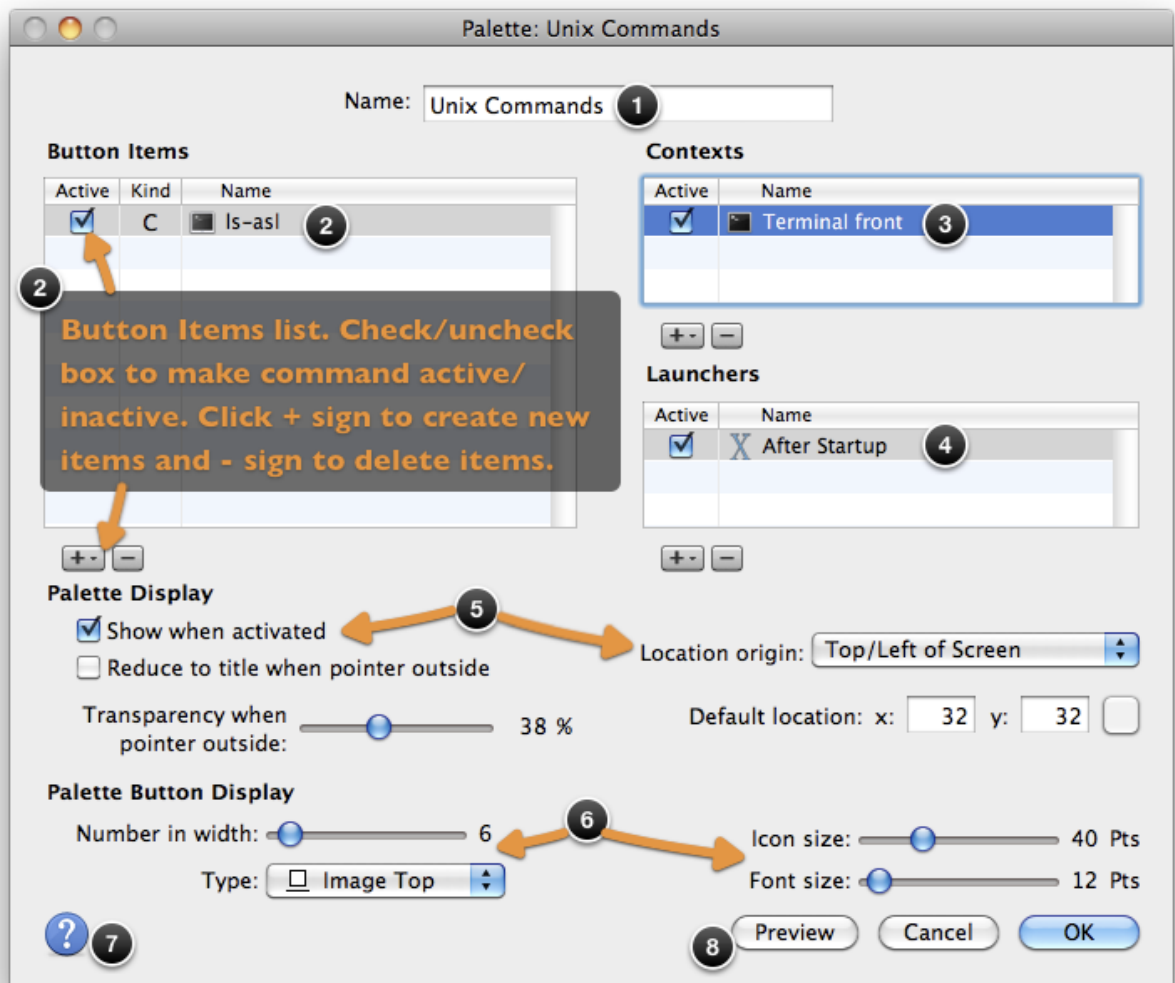 Palette: Unix Commands
Name: Unix Commands 1
Button Items
Contexts
Active Kind Name
Active Name
C ls-asl 2
Terminal front 3
2
Button Items list. Check/uncheck
box to make command active/
inactive. Click + sign to create new
items and - sign to delete items.
+ -
Launchers
Active Name
X After Startup 4
+ -
+ -
Palette Display
5
Show when activated
Reduce to title when pointer outside
Location origin: Top/Left of Screen
Transparency when
pointer outside:
38 %
Default location: x: 32 y: 32
Palette Button Display
6
Number in width: 6
Icon size: 40 Pts
Type: Image Top
Font size: 12 Pts
? 7
8 Preview Cancel OK